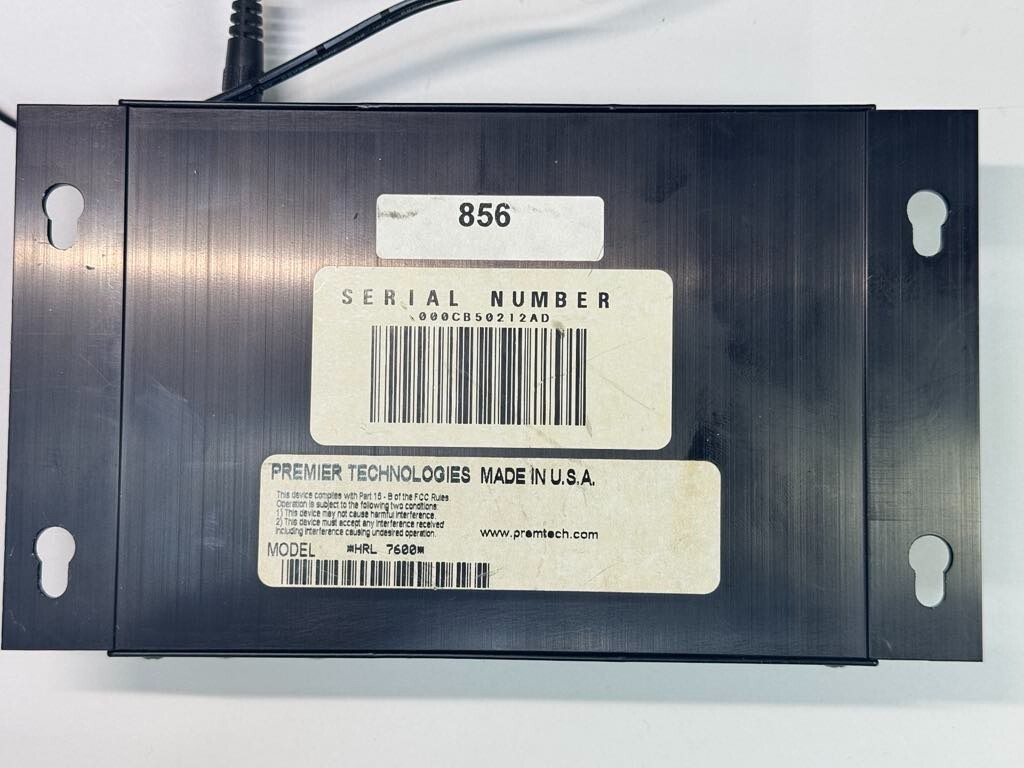 856
SERIAL NUMBER
000CB50212AD
PREMIER TECHNOLOGIES MADE IN U.S.A.
This device complies with Part 15 - B of the FCC Rules
Operation is subject to the following two conditions:
1) This device may not cause harmful interference.
2) This device must accept any interference received
including interference causing undesired operation.
www.premtech.com
MODEL *HRL 7600*